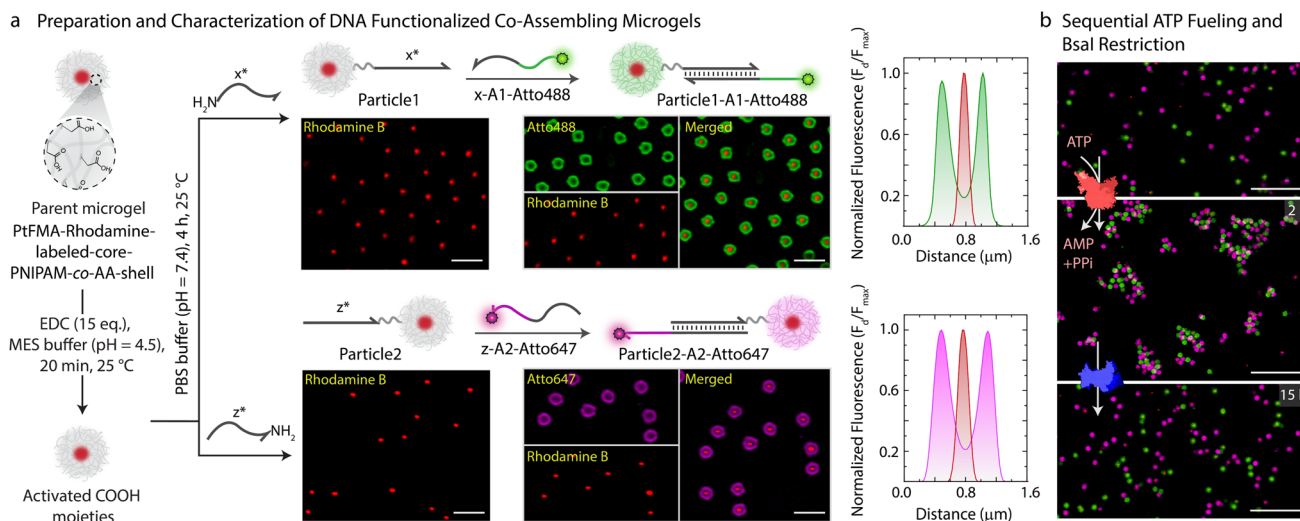 a Preparation and Characterization of DNA Functionalized Co-Assembling Microgels
OH
O
O
OH
OH
O
O
Parent microgel
PtFMA-Rhodamine-
labeled-core-
PNIPAM-co-AA-shell
EDC (15 eq.),
MES buffer (pH = 4.5),
20 min, 25 °C
Activated COOH
moieties
PBS buffer (pH = 7.4), 4 h, 25 °C
x*
H₂N
z*
NH₂
x*
Particle1
x-A1-Atto488
Particle1-A1-Atto488
Rhodamine B
Atto488
Merged
Rhodamine B
z*
Particle2
z-A2-Atto647
Particle2-A2-Atto647
Rhodamine B
Atto647
Merged
Rhodamine B
Normalized Fluorescence (Fd/Fmax)
1.0
0.6
0.2
0.0 0.8 1.6
Distance (μm)
Normalized Fluorescence (Fd/Fmax)
1.0
0.6
0.2
0.0 0.8 1.6
Distance (μm)
b Sequential ATP Fueling and
BsaI Restriction
ATP
2
AMP
+PPi
15